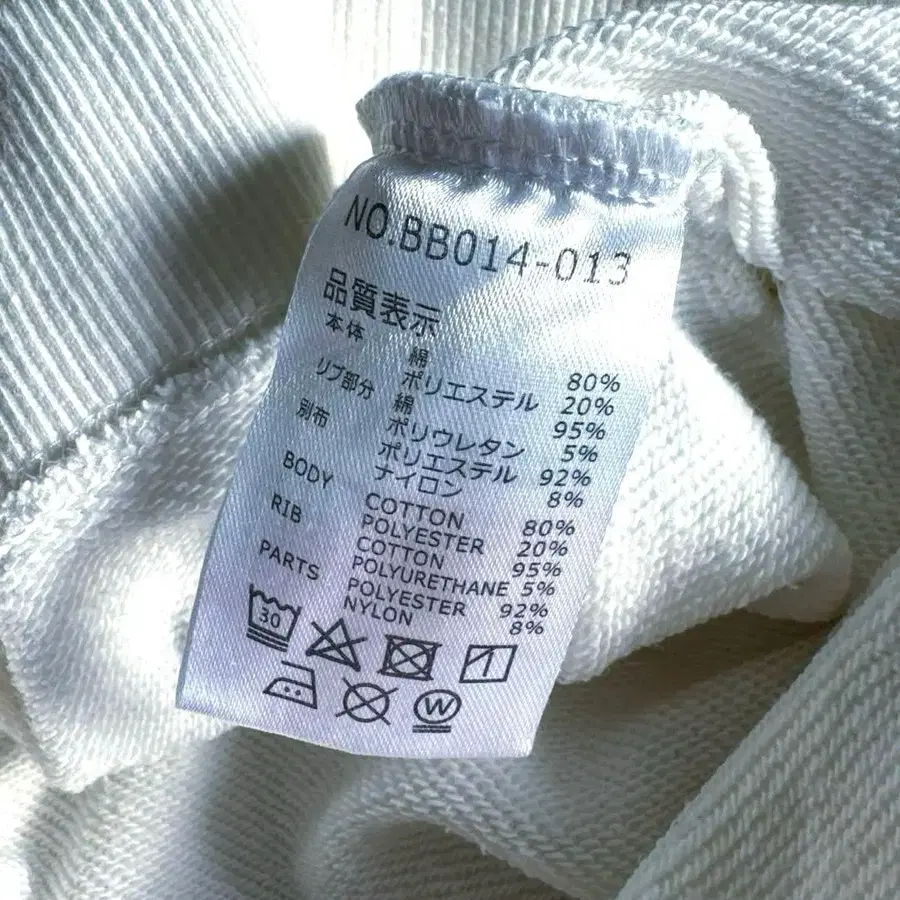 NO.BB014-013
品質表示
本体 綿 80%
ポリエステル 20%
リブ部分 綿 95%
ポリウレタン 5%
別布 ポリエステル 92%
ナイロン 8%
BODY COTTON 80%
POLYESTER 20%
RIB COTTON 95%
POLYURETHANE 5%
PARTS POLYESTER 92%
NYLON 8%
30
W